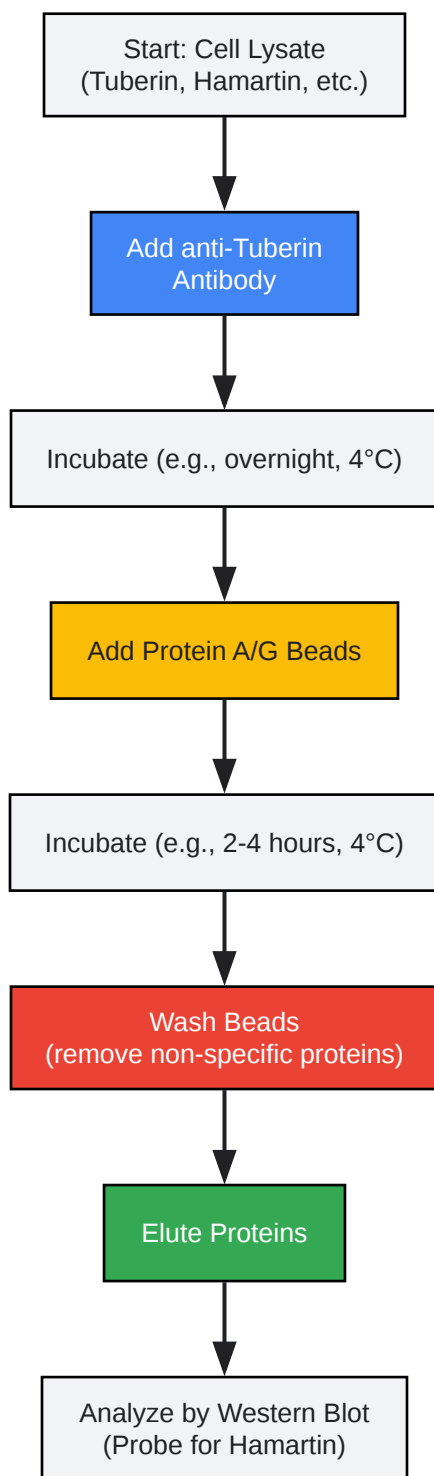 Start: Cell Lysate
(Tuberin, Hamartin, etc.)
Add anti-Tuberin
Antibody
Incubate (e.g., overnight, 4°C)
Add Protein A/G Beads
Incubate (e.g., 2-4 hours, 4°C)
Wash Beads
(remove non-specific proteins)
Elute Proteins
Analyze by Western Blot
(Probe for Hamartin)